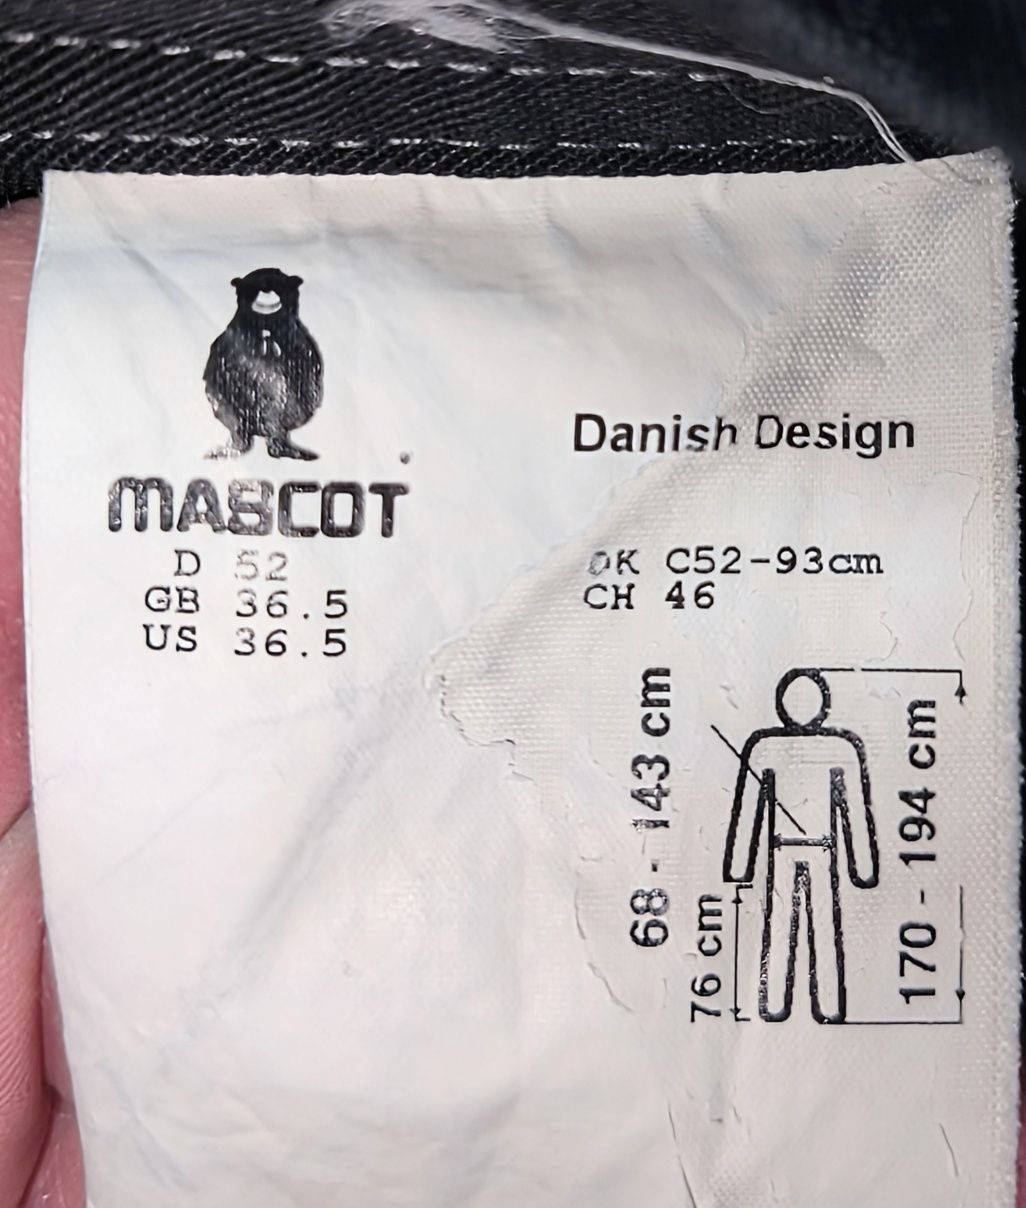 MASCOT
Danish Design
D 52
GB 36.5
US 36.5
DK C52-93cm
CH 46
68 - 143 cm
76 cm
170 - 194 cm